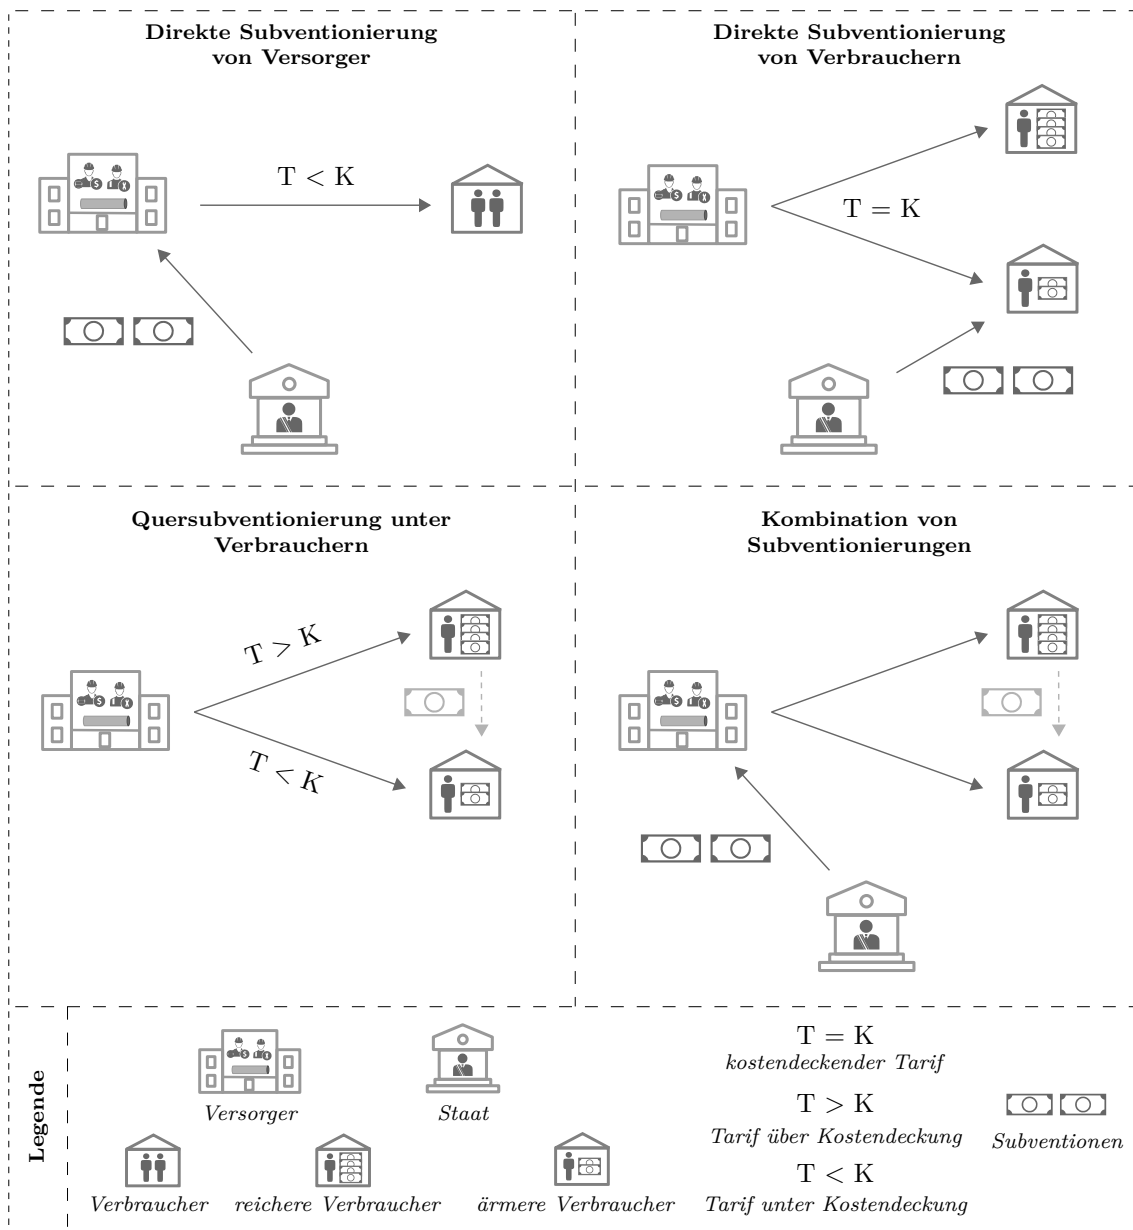 Direkte Subventionierung
von Versorger
T < K
Direkte Subventionierung
von Verbrauchern
T = K
Quersubventionierung unter
Verbrauchern
T > K
T < K
Kombination von
Subventionierungen
Legende
Versorger
Staat
Verbraucher
reichere Verbraucher
ärmere Verbraucher
T = K
kostendeckender Tarif
T > K
Tarif über Kostendeckung
T < K
Tarif unter Kostendeckung
Subventionen